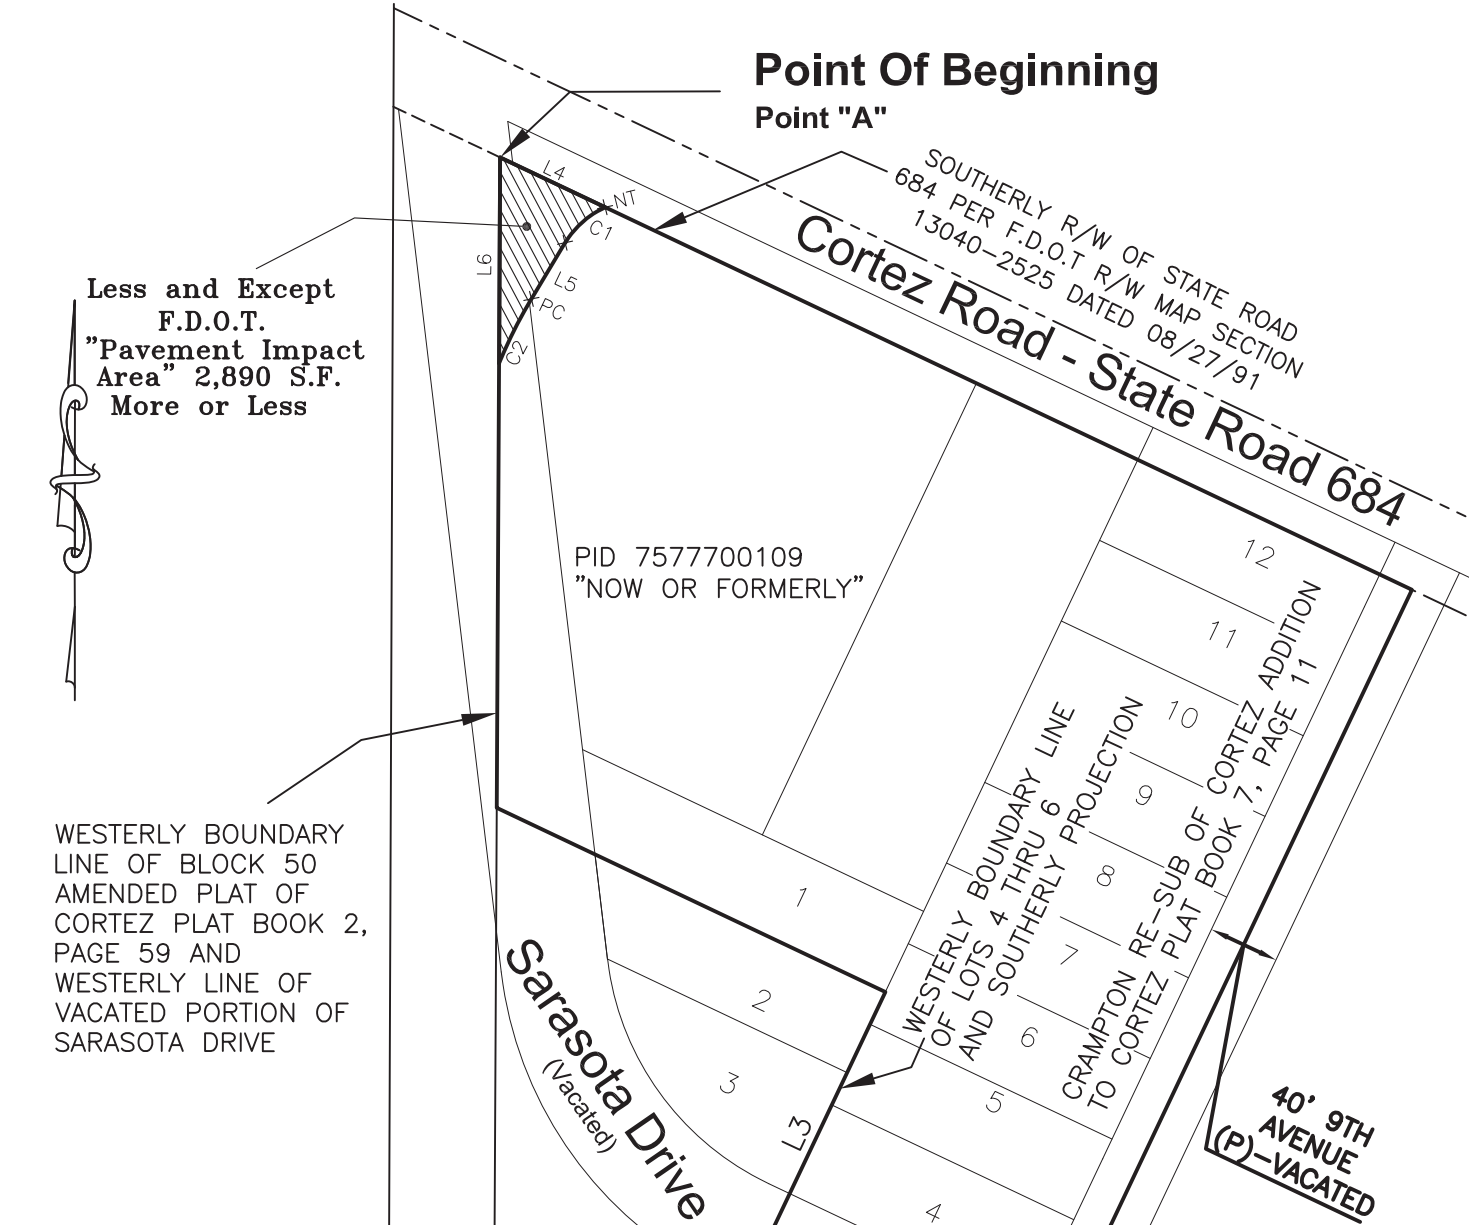 Point Of Beginning
Point "A"
SOUTHERLY R/W OF STATE ROAD
684 PER F.D.O.T R/W MAP SECTION
13040-2525 DATED 08/27/91
Cortez Road - State Road 684
L4
NT
C1
L6
L5
PC
C2
Less and Except
F.D.O.T.
"Pavement Impact
Area" 2,890 S.F.
More or Less
PID 7577700109
"NOW OR FORMERLY"
12
11
10
9
8
7
6
5
4
1
2
3
WESTERLY BOUNDARY LINE
OF LOTS 4 THRU 6
AND SOUTHERLY PROJECTION
CRAMPTON RE-SUB OF CORTEZ ADDITION
TO CORTEZ PLAT BOOK 7, PAGE 11
WESTERLY BOUNDARY
LINE OF BLOCK 50
AMENDED PLAT OF
CORTEZ PLAT BOOK 2,
PAGE 59 AND
WESTERLY LINE OF
VACATED PORTION OF
SARASOTA DRIVE
Sarasota Drive
(Vacated)
L3
40' 9TH
AVENUE
(P)-VACATED